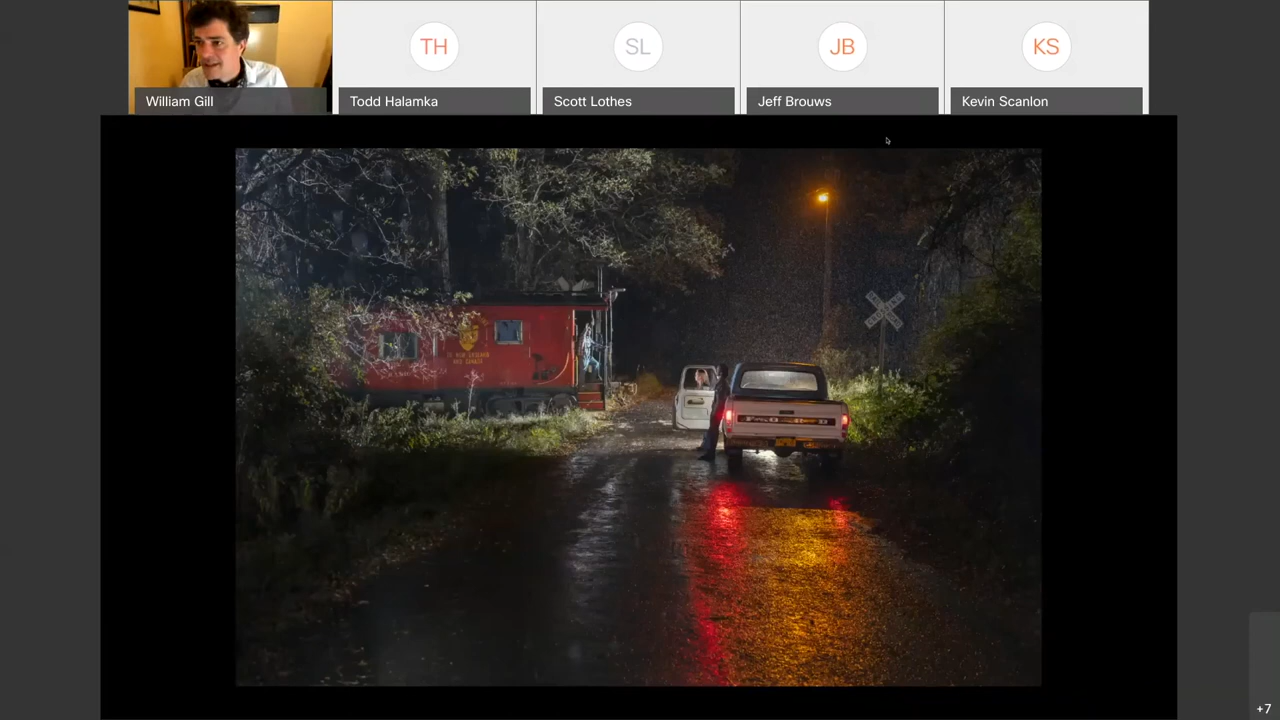 TH
SL
JB
KS
William Gill
Todd Halamka
Scott Lothes
Jeff Brouws
Kevin Scanlon
+7